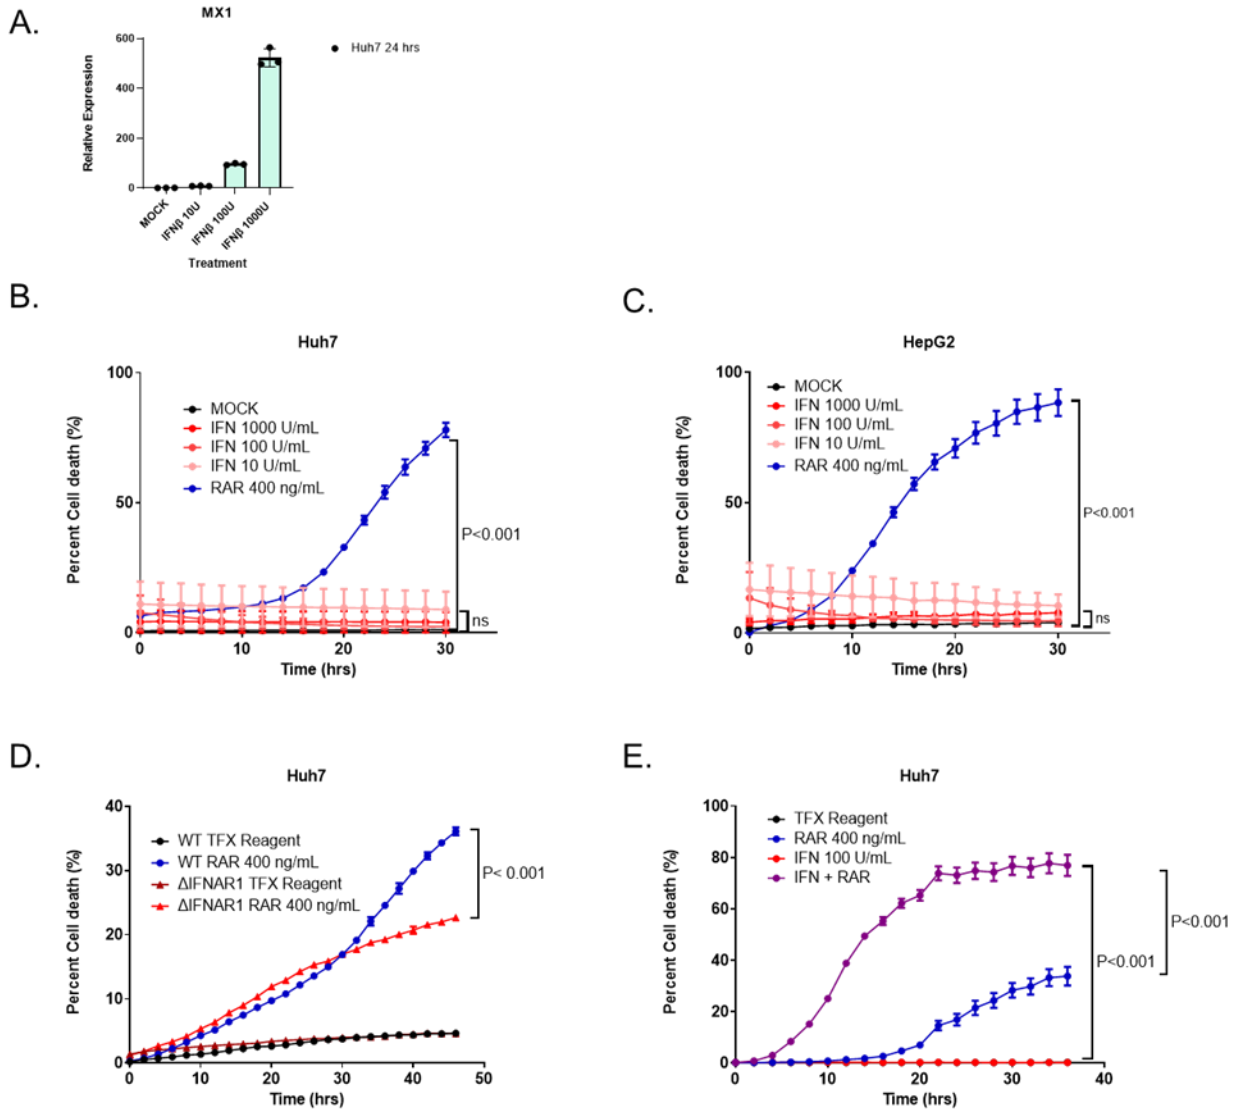 A.
MX1
Relative Expression
600
400
200
0
MOCK
IFNβ 10U
IFNβ 100U
IFNβ 1000U
Treatment
Huh7 24 hrs
B.
Huh7
Percent Cell death (%)
100
50
0
MOCK
IFN 1000 U/mL
IFN 100 U/mL
IFN 10 U/mL
RAR 400 ng/mL
P<0.001
ns
0
10
20
30
Time (hrs)
C.
HepG2
Percent Cell death (%)
100
50
0
MOCK
IFN 1000 U/mL
IFN 100 U/mL
IFN 10 U/mL
RAR 400 ng/mL
P<0.001
ns
0
10
20
30
Time (hrs)
D.
Huh7
Percent Cell death (%)
40
30
20
10
0
WT TFX Reagent
WT RAR 400 ng/mL
ΔIFNAR1 TFX Reagent
ΔIFNAR1 RAR 400 ng/mL
P< 0.001
0
10
20
30
40
50
Time (hrs)
E.
Huh7
Percent Cell death (%)
100
80
60
40
20
0
TFX Reagent
RAR 400 ng/mL
IFN 100 U/mL
IFN + RAR
P<0.001
P<0.001
0
10
20
30
40
Time (hrs)